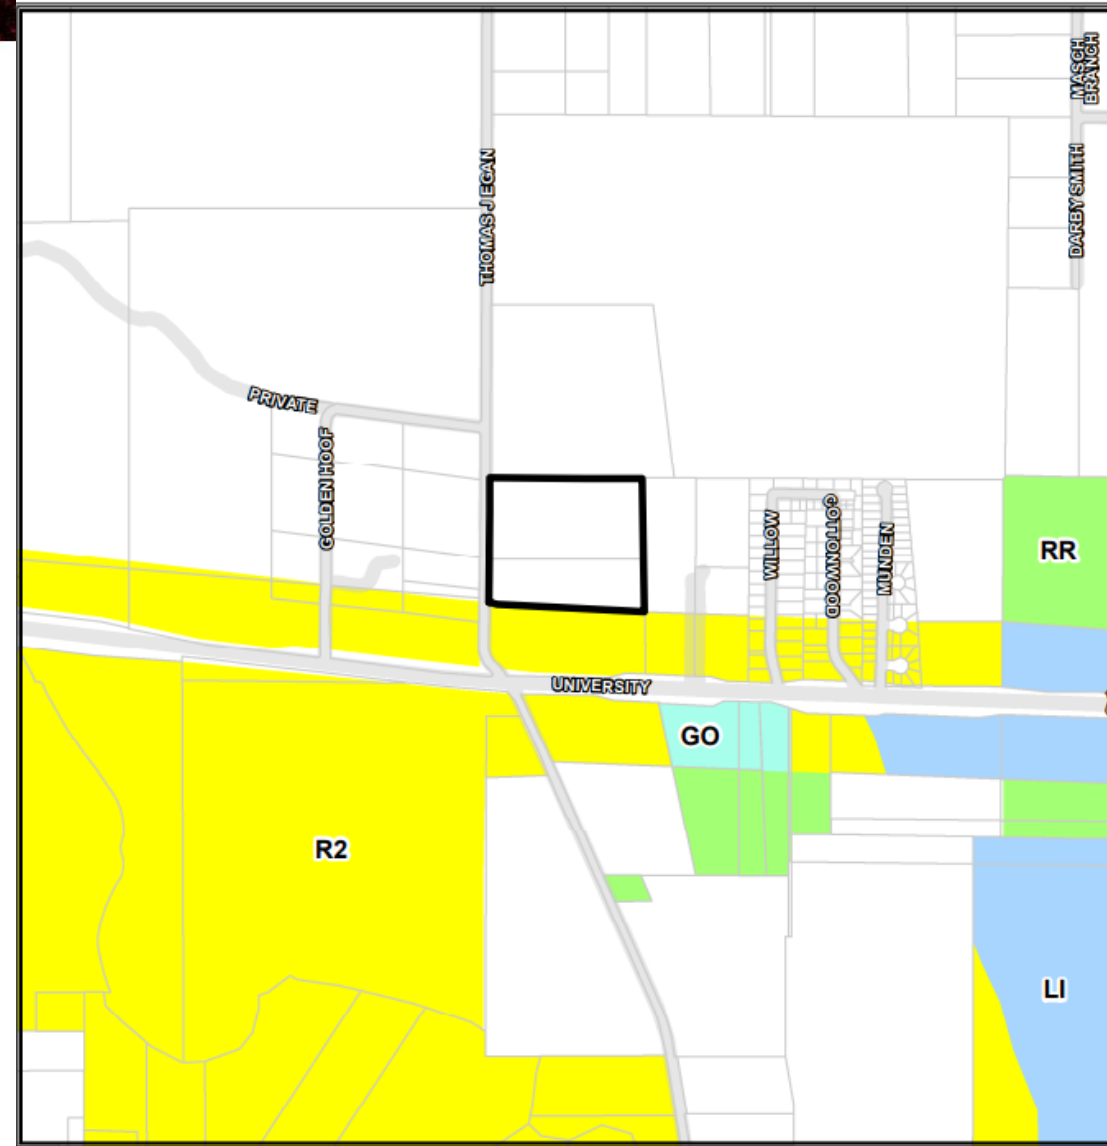 MASCH
BRANCH
THOMAS J EGAN
DARBY SMITH
PRIVATE
GOLDEN HOOF
WILLOW
COTTONWOOD
MUNDEN
RR
UNIVERSITY
GO
R2
LI